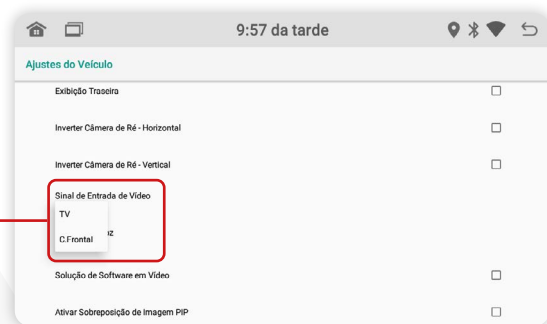 9:57 da tarde
Ajustes do Veículo
Exibição Traseira
Inverter Câmera de Ré - Horizontal
Inverter Câmera de Ré - Vertical
Sinal de Entrada de Vídeo
TV
C.Frontal
Solução de Software em Vídeo
Ativar Sobreposição de Imagem PIP